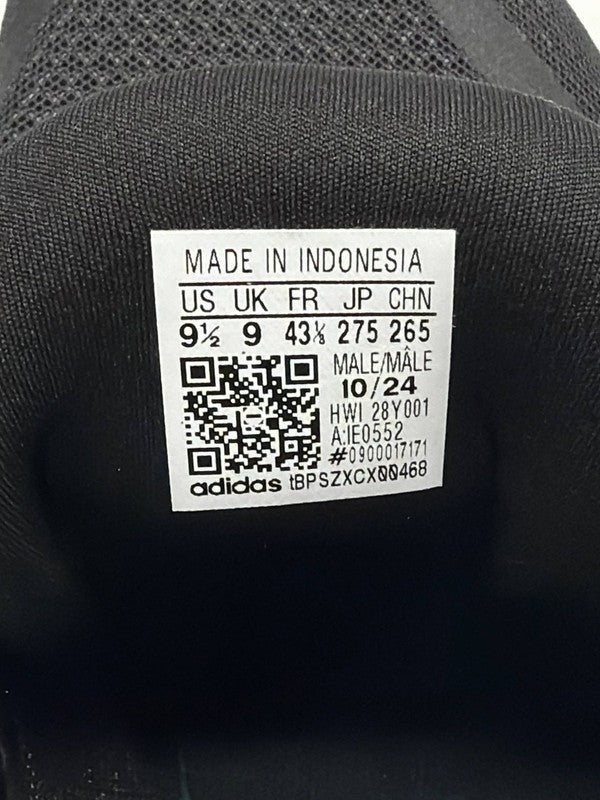 MADE IN INDONESIA
US UK FR JP CHN
9½ 9 43⅓ 275 265
MALE/MÂLE
10/24
HWI 28Y001
A:IE0552
#0900017171
adidas tBPSZXCX00468